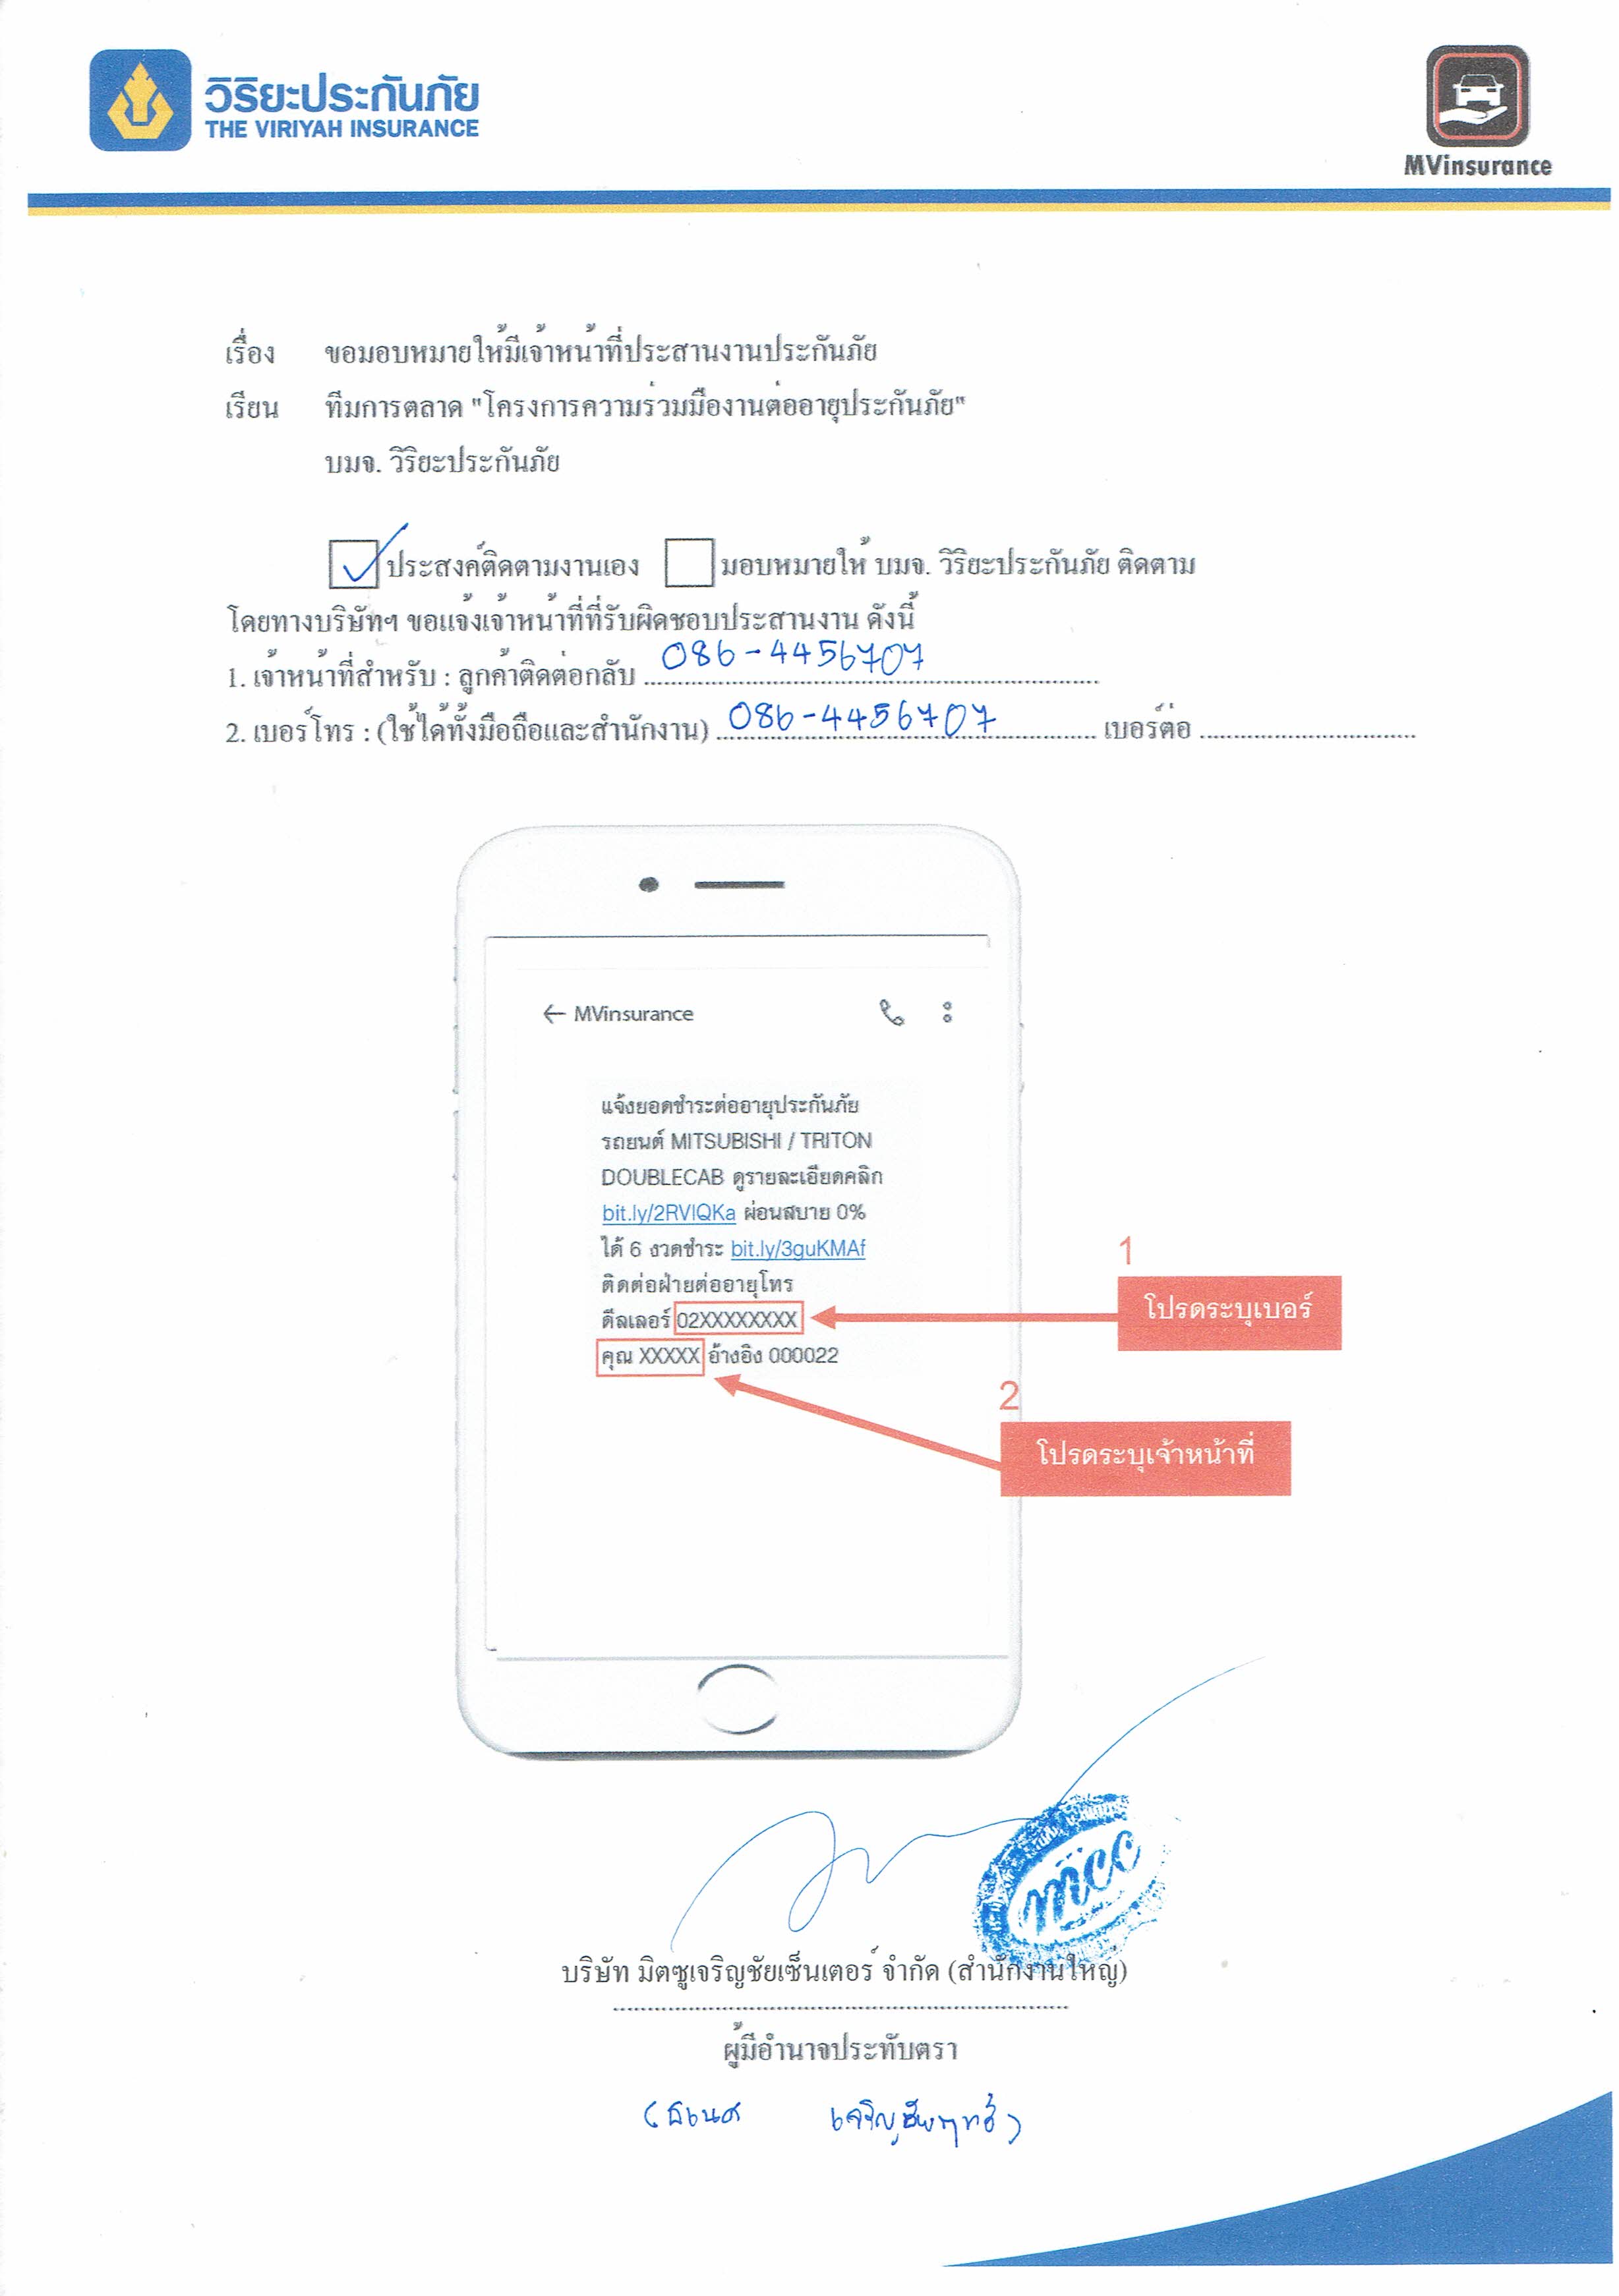 วิริยะประกันภัย
THE VIRIYAH INSURANCE
MVinsurance
เรื่อง ขอมอบหมายให้มีเจ้าหน้าที่ประสานงานประกันภัย
เรียน ทีมการตลาด "โครงการความร่วมมืองานต่ออายุประกันภัย"
บมจ. วิริยะประกันภัย
ประสงค์ติดตามงานเอง มอบหมายให้ บมจ. วิริยะประกันภัย ติดตาม
โดยทางบริษัทฯ ขอแจ้งเจ้าหน้าที่ที่รับผิดชอบประสานงาน ดังนี้
1. เจ้าหน้าที่สำหรับ : ลูกค้าติดต่อกลับ 086-4456707
2. เบอร์โทร : (ใช้ได้ทั้งมือถือและสำนักงาน) 086-4456707 เบอร์ต่อ
MVinsurance
แจ้งยอดชำระต่ออายุประกันภัย
รถยนต์ MITSUBISHI / TRITON
DOUBLECAB ดูรายละเอียดคลิก
bit.ly/2RVlQKa ผ่อนสบาย 0%
ได้ 6 งวดชำระ bit.ly/3guKMAf
ติดต่อฝ่ายต่ออายุโทร
ดีลเลอร์ 02XXXXXXXX
คุณ XXXXX อ้างอิง 000022
1
โปรดระบุเบอร์
2
โปรดระบุเจ้าหน้าที่
mcc
บริษัท มิตซูเจริญชัยเซ็นเตอร์ จำกัด (สำนักงานใหญ่)
ผู้มีอำนาจประทับตรา
(ธเนศ